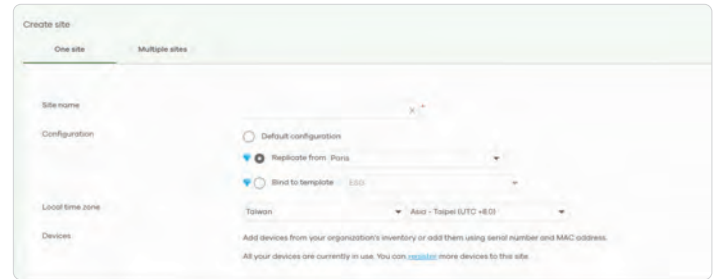 Create site
One site Multiple sites
Site name
× *
Configuration
Default configuration
Replicate from Paris
Bind to template ESG
Local time zone
Taiwan Asia - Taipei (UTC +8.0)
Devices
Add devices from your organization's inventory or add them using serial number and MAC address.
All your devices are currently in use. You can register more devices to this site.